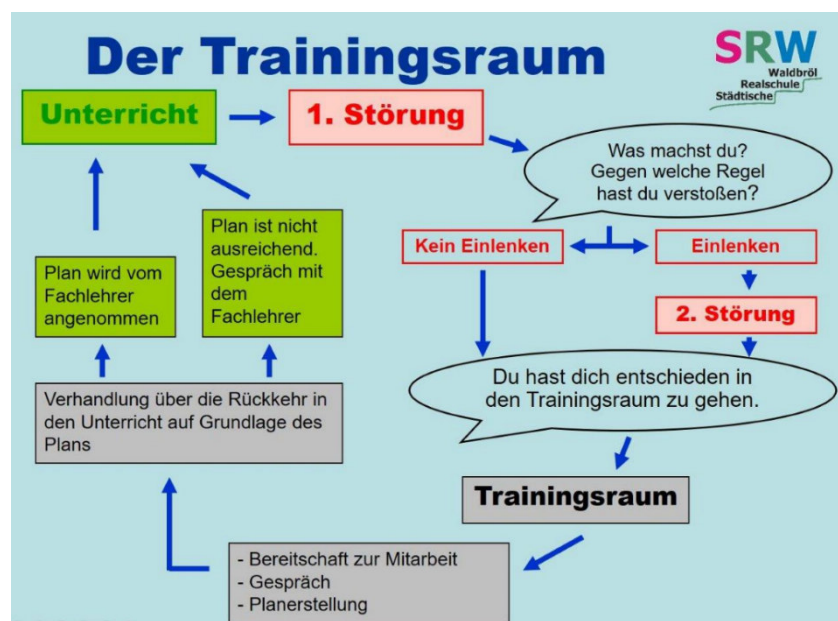 Der Trainingsraum
SRW
Waldbröl
Realschule
Städtische
Unterricht
1. Störung
Was machst du?
Gegen welche Regel
hast du verstoßen?
Kein Einlenken
Einlenken
2. Störung
Du hast dich entschieden in
den Trainingsraum zu gehen.
Trainingsraum
- Bereitschaft zur Mitarbeit
- Gespräch
- Planerstellung
Verhandlung über die Rückkehr in
den Unterricht auf Grundlage des
Plans
Plan wird vom
Fachlehrer
angenommen
Plan ist nicht
ausreichend.
Gespräch mit
dem
Fachlehrer